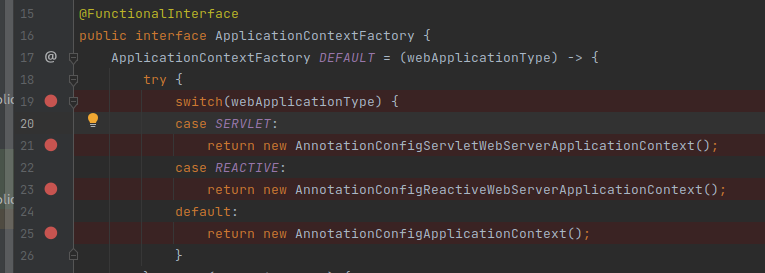 15 @FunctionalInterface
16 public interface ApplicationContextFactory {
17 @ ApplicationContextFactory DEFAULT = (webApplicationType) -> {
18 try {
19 switch(webApplicationType) {
20 case SERVLET:
21 return new AnnotationConfigServletWebServerApplicationContext();
22 case REACTIVE:
23 return new AnnotationConfigReactiveWebServerApplicationContext();
24 default:
25 return new AnnotationConfigApplicationContext();
26 }